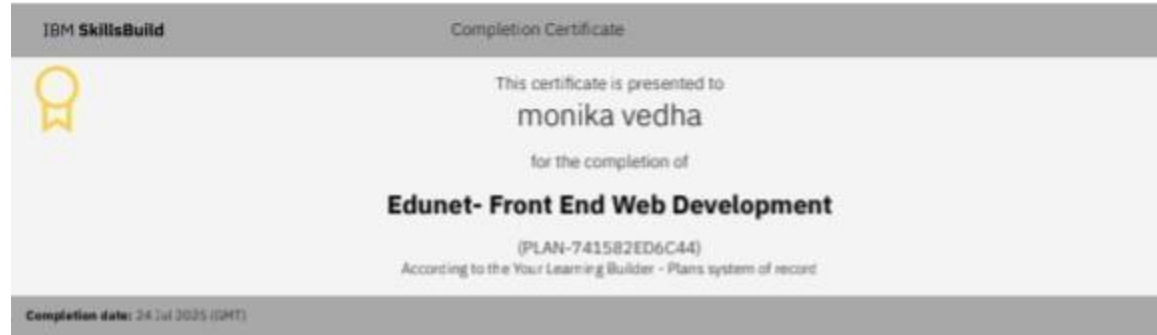 IBM SkillsBuild
Completion Certificate
This certificate is presented to
monika vedha
for the completion of
Edunet- Front End Web Development
(PLAN-741582ED6C44)
According to the Your Learning Builder - Plans system of record
Completion date: 24 Jul 2025 (GMT)